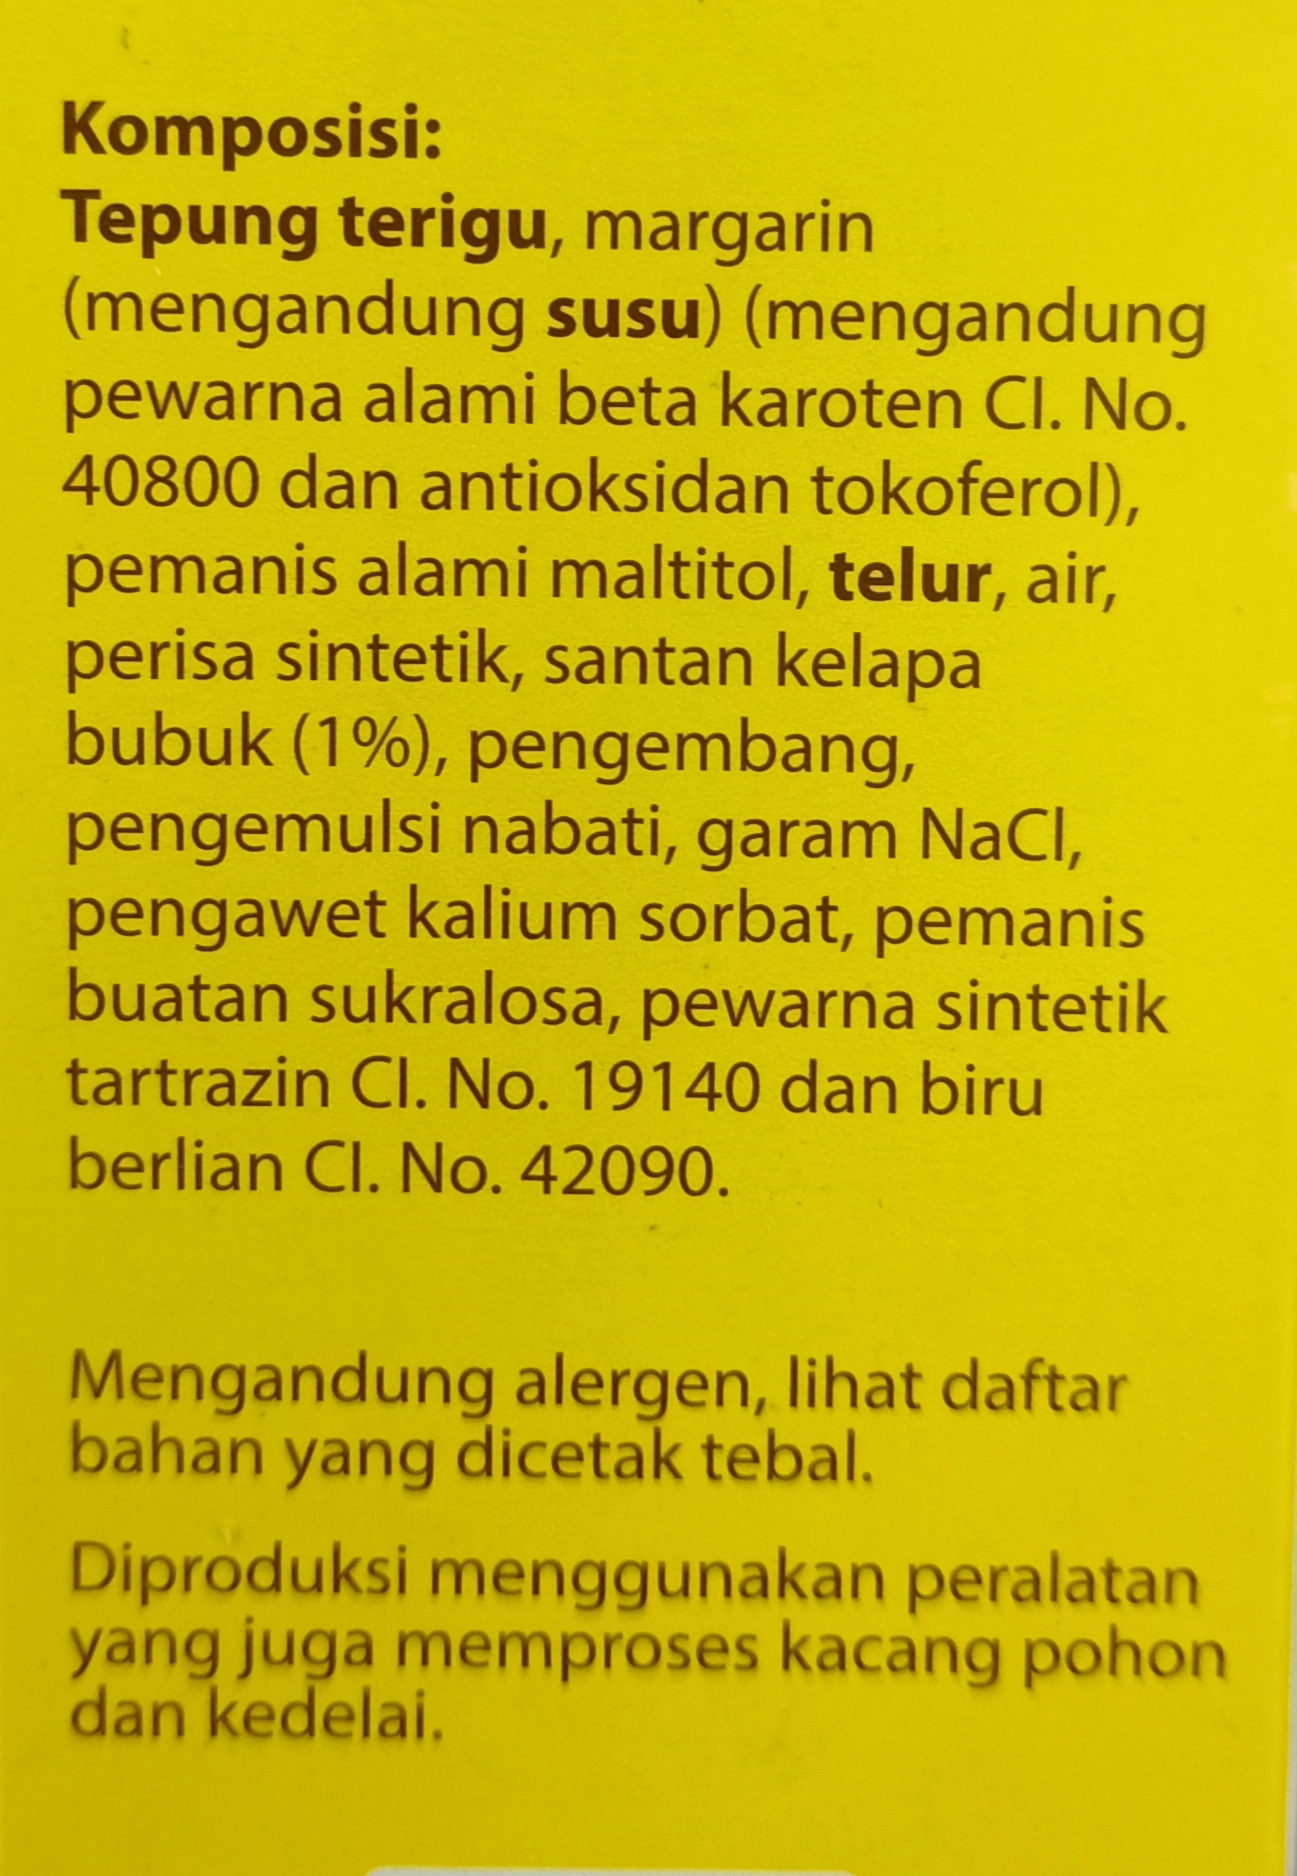 Komposisi:
Tepung terigu, margarin
(mengandung susu) (mengandung
pewarna alami beta karoten CI. No.
40800 dan antioksidan tokoferol),
pemanis alami maltitol, telur, air,
perisa sintetik, santan kelapa
bubuk (1%), pengembang,
pengemulsi nabati, garam NaCl,
pengawet kalium sorbat, pemanis
buatan sukralosa, pewarna sintetik
tartrazin CI. No. 19140 dan biru
berlian CI. No. 42090.
Mengandung alergen, lihat daftar
bahan yang dicetak tebal.
Diproduksi menggunakan peralatan
yang juga memproses kacang pohon
dan kedelai.